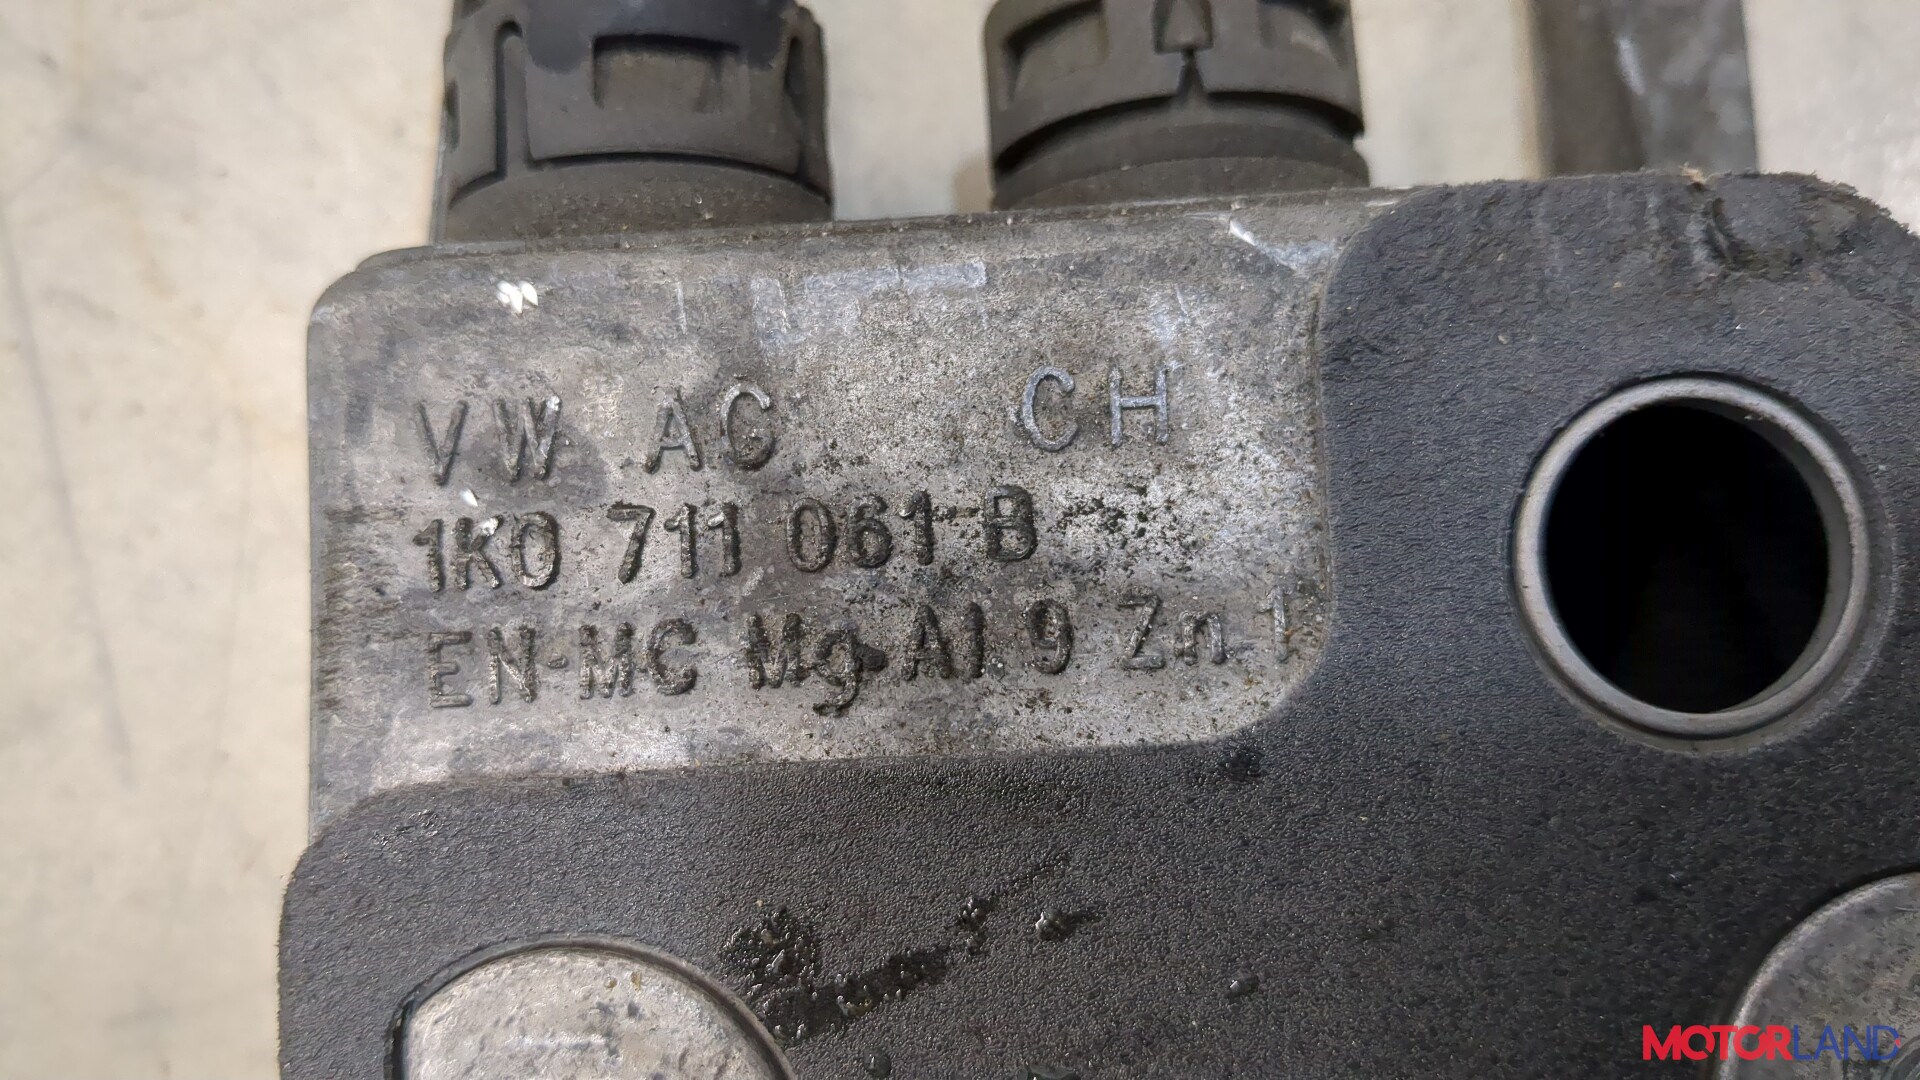 VW AG CH
1K0 711 061 B
EN-MC Mg Al 9 Zn 1
MOTORLAND